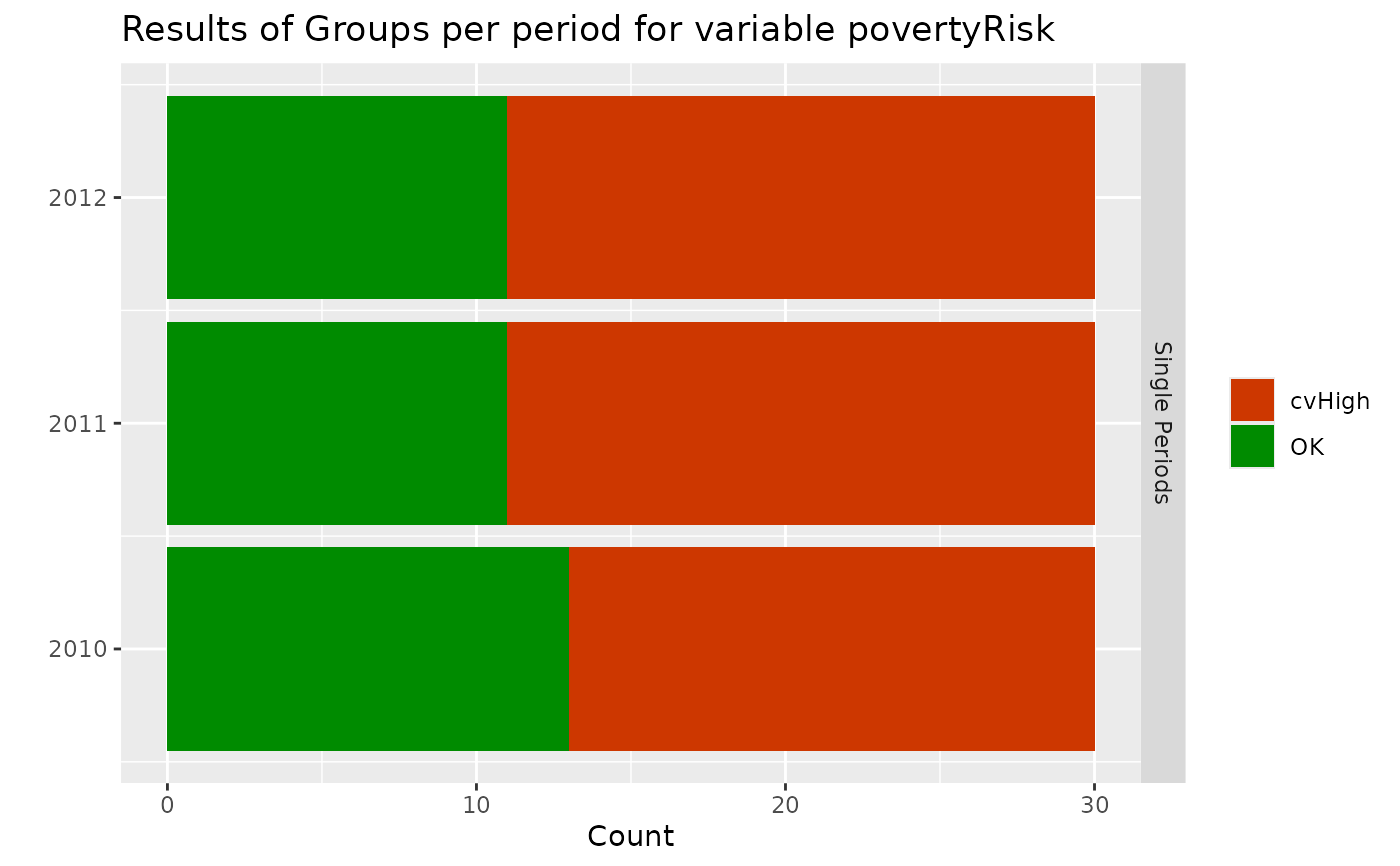 Results of Groups per period for variable povertyRisk
2012
2011
2010
Single Periods
cvHigh
OK
0
10
20
30
Count